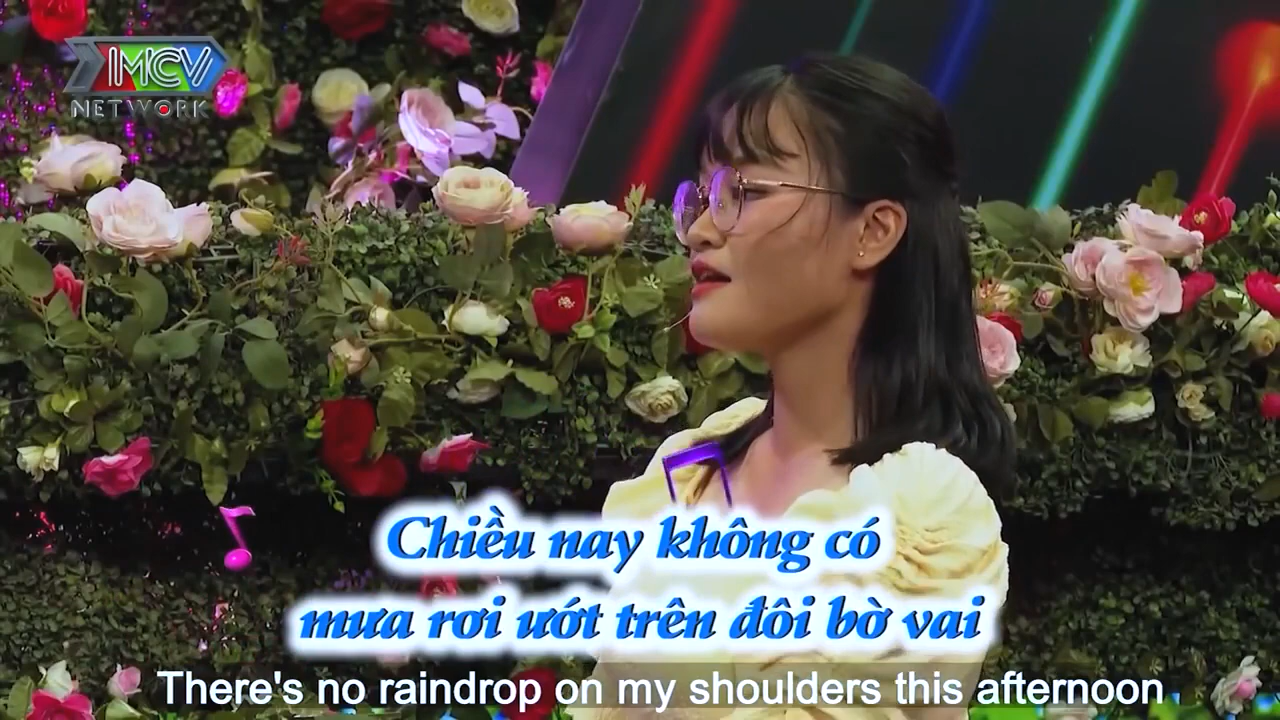 MCV
NETWORK
Chiều nay không có
mưa rơi ướt trên đôi bờ vai
There's no raindrop on my shoulders this afternoon